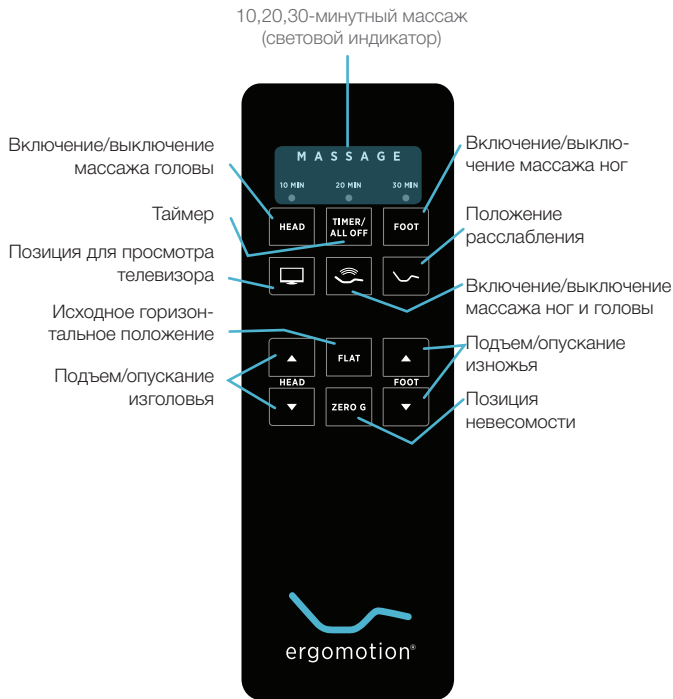 10,20,30-минутный массаж
(световой индикатор)
Включение/выключение
массажа головы
Таймер
Позиция для просмотра
телевизора
Исходное горизон-
тальное положение
Подъем/опускание
изголовья
MASSAGE
10 MIN 20 MIN 30 MIN
HEAD TIMER/ ALL OFF FOOT
FLAT
HEAD FOOT
ZERO G
ergomotion®
Включение/выклю-
чение массажа ног
Положение
расслабления
Включение/выключение
массажа ног и головы
Подъем/опускание
изножья
Позиция
невесомости